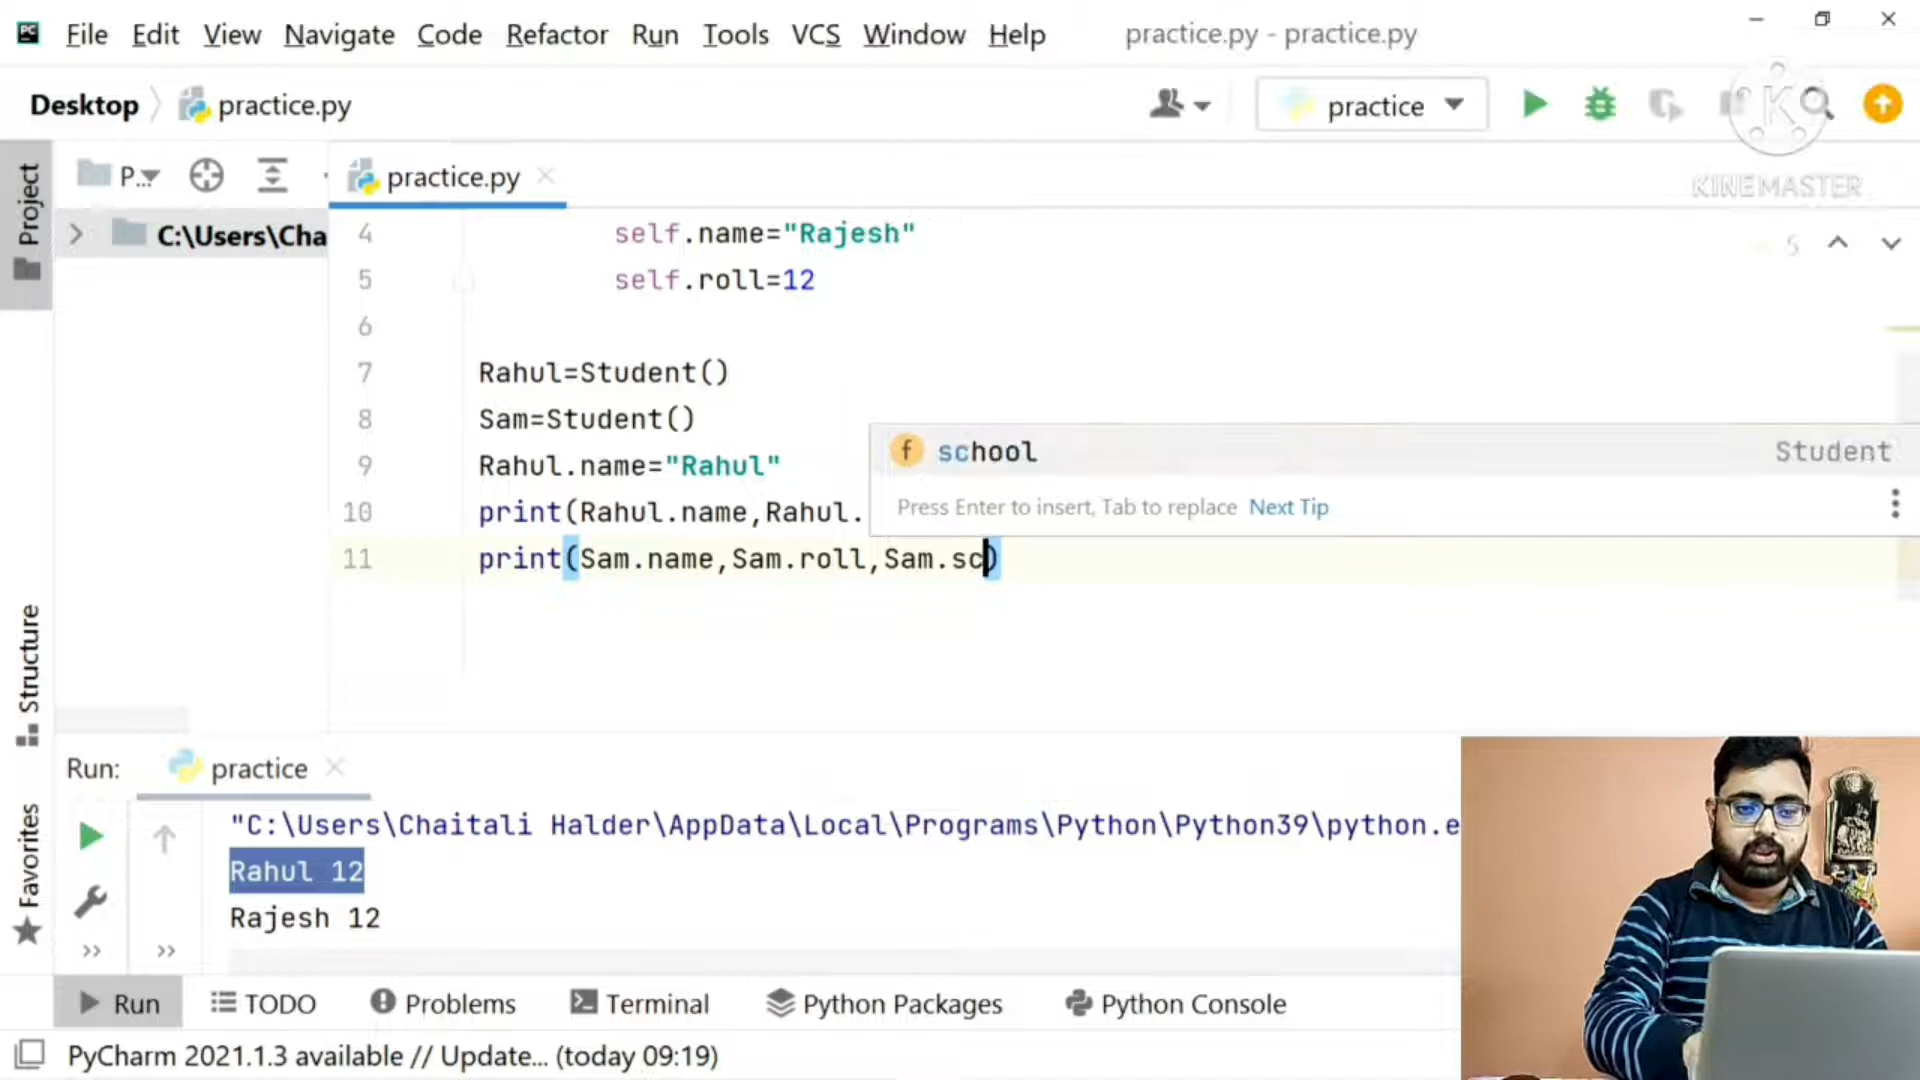 PC File Edit View Navigate Code Refactor Run Tools VCS Window Help practice.py - practice.py
Desktop practice.py practice
K
KINEMASTER
Project P... practice.py
C:\Users\Cha
4 self.name="Rajesh" 5
5 self.roll=12
6
7 Rahul=Student()
8 Sam=Student()
9 Rahul.name="Rahul"
f school Student
Press Enter to insert, Tab to replace Next Tip
10 print(Rahul.name,Rahul.
11 print(Sam.name,Sam.roll,Sam.sc)
Structure
Favorites
Run: practice
"C:\Users\Chaitali Halder\AppData\Local\Programs\Python\Python39\python.e
Rahul 12
Rajesh 12
Run TODO Problems Terminal Python Packages Python Console
PyCharm 2021.1.3 available // Update... (today 09:19)